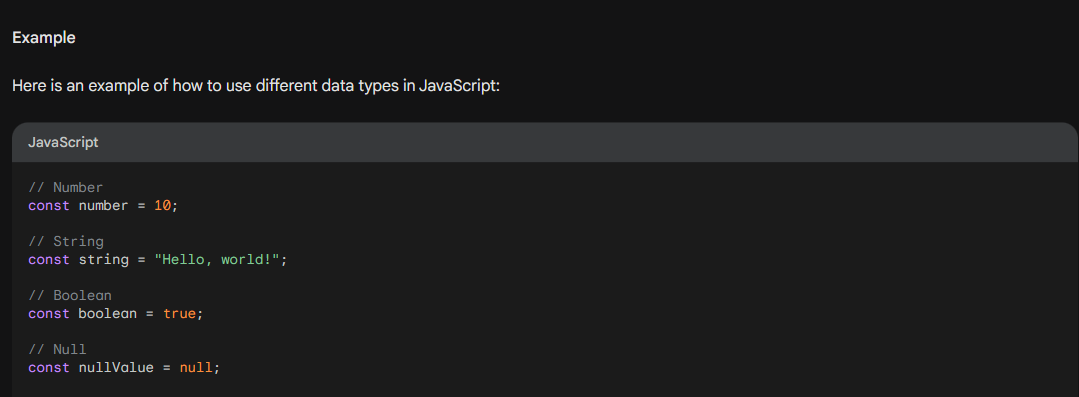 Example
Here is an example of how to use different data types in JavaScript:
JavaScript
// Number
const number = 10;
// String
const string = "Hello, world!";
// Boolean
const boolean = true;
// Null
const nullValue = null;